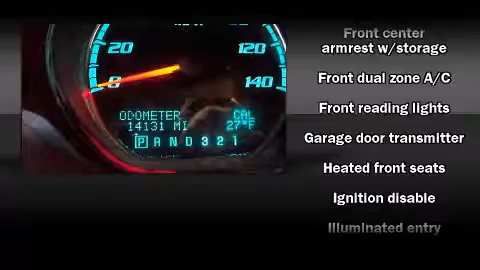 20
120
0
140
ODOMETER
CAL
14131 MI
27°F
P A N D 3 2 1
Front center
armrest w/storage
Front dual zone A/C
Front reading lights
Garage door transmitter
Heated front seats
Ignition disable
Illuminated entry